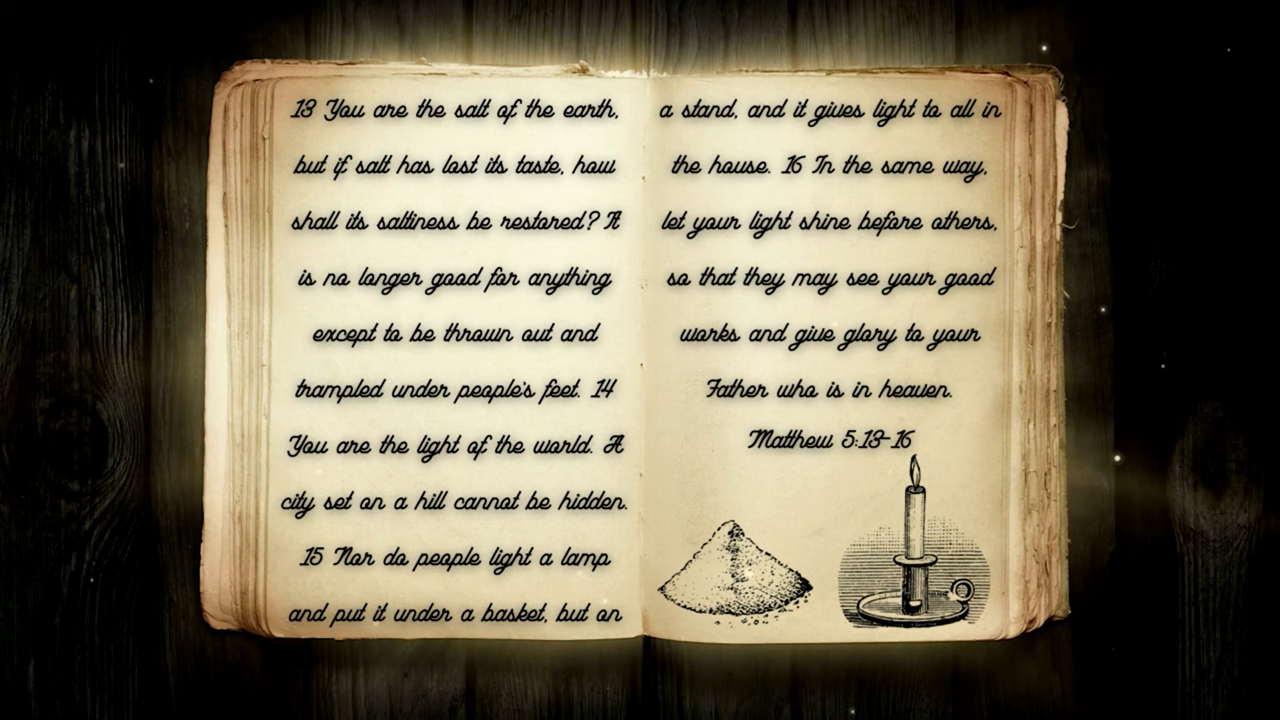 13 You are the salt of the earth,
but if salt has lost its taste, how
shall its saltiness be restored? It
is no longer good for anything
except to be thrown out and
trampled under people's feet. 14
You are the light of the world. A
city set on a hill cannot be hidden.
15 Nor do people light a lamp
and put it under a basket, but on
a stand, and it gives light to all in
the house. 16 In the same way,
let your light shine before others,
so that they may see your good
works and give glory to your
Father who is in heaven.
Matthew 5:13-16